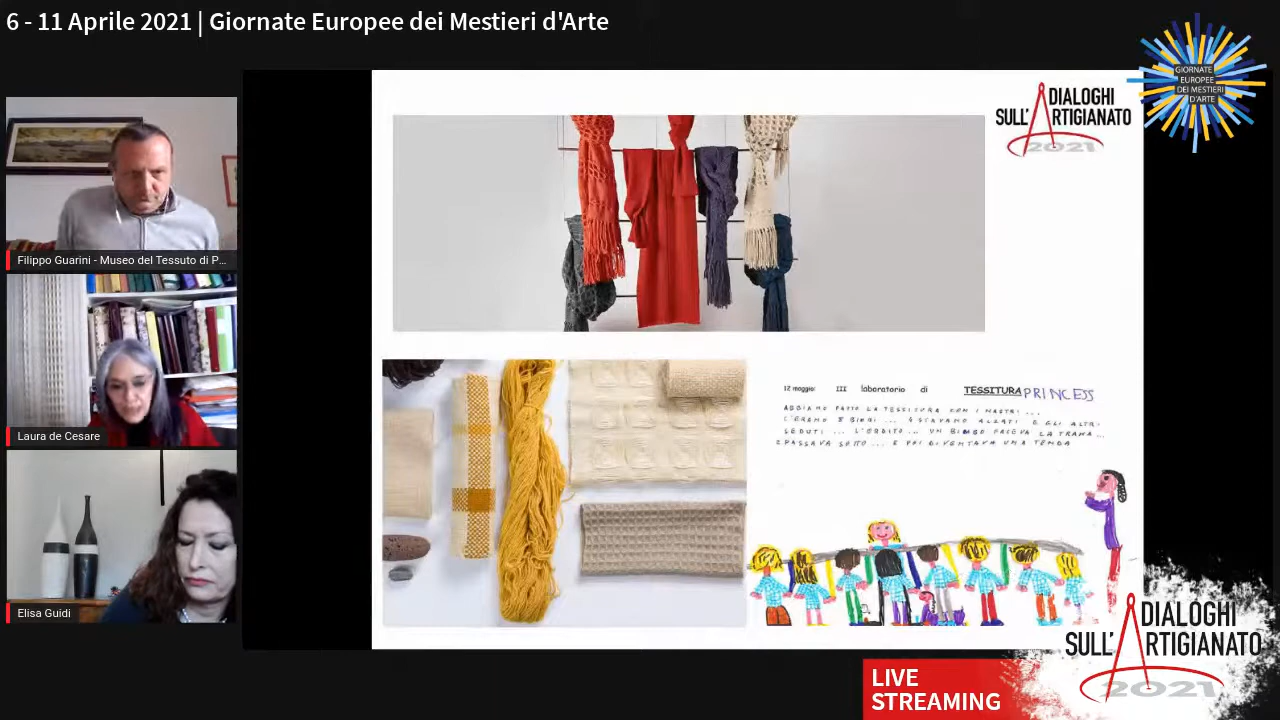 6 - 11 Aprile 2021 | Giornate Europee dei Mestieri d'Arte
GIORNATE
EUROPEE
DEI MESTIERI
D'ARTE
DIALOGHI
SULL'ARTIGIANATO
2021
Filippo Guarini - Museo del Tessuto di P...
Laura de Cesare
Elisa Guidi
12 maggio: III laboratorio di TESSITURA PRINCESS
ABBIAMO FATTO LA TESSITURA CON I NASTRI ...
C'ERANO I BIMBI ... STAVAMO ALZATI E GLI ALTRI
SEDUTI ... L'ORDITO ... UN BIMBO FACEVA LA TRAMA ...
PASSAVA SOTTO ... E POI DIVENTAVA UNA TENDA
DIALOGHI
SULL'ARTIGIANATO
2021
LIVE
STREAMING